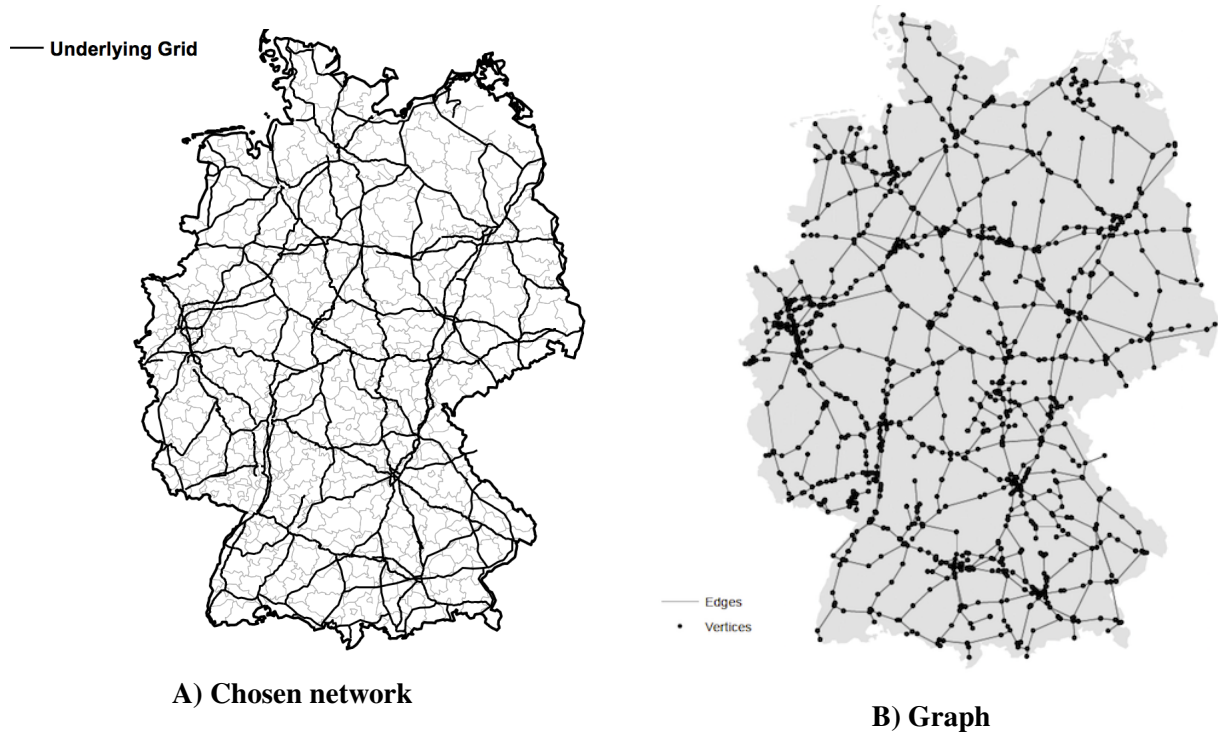 Underlying Grid
Edges
Vertices
A) Chosen network
B) Graph